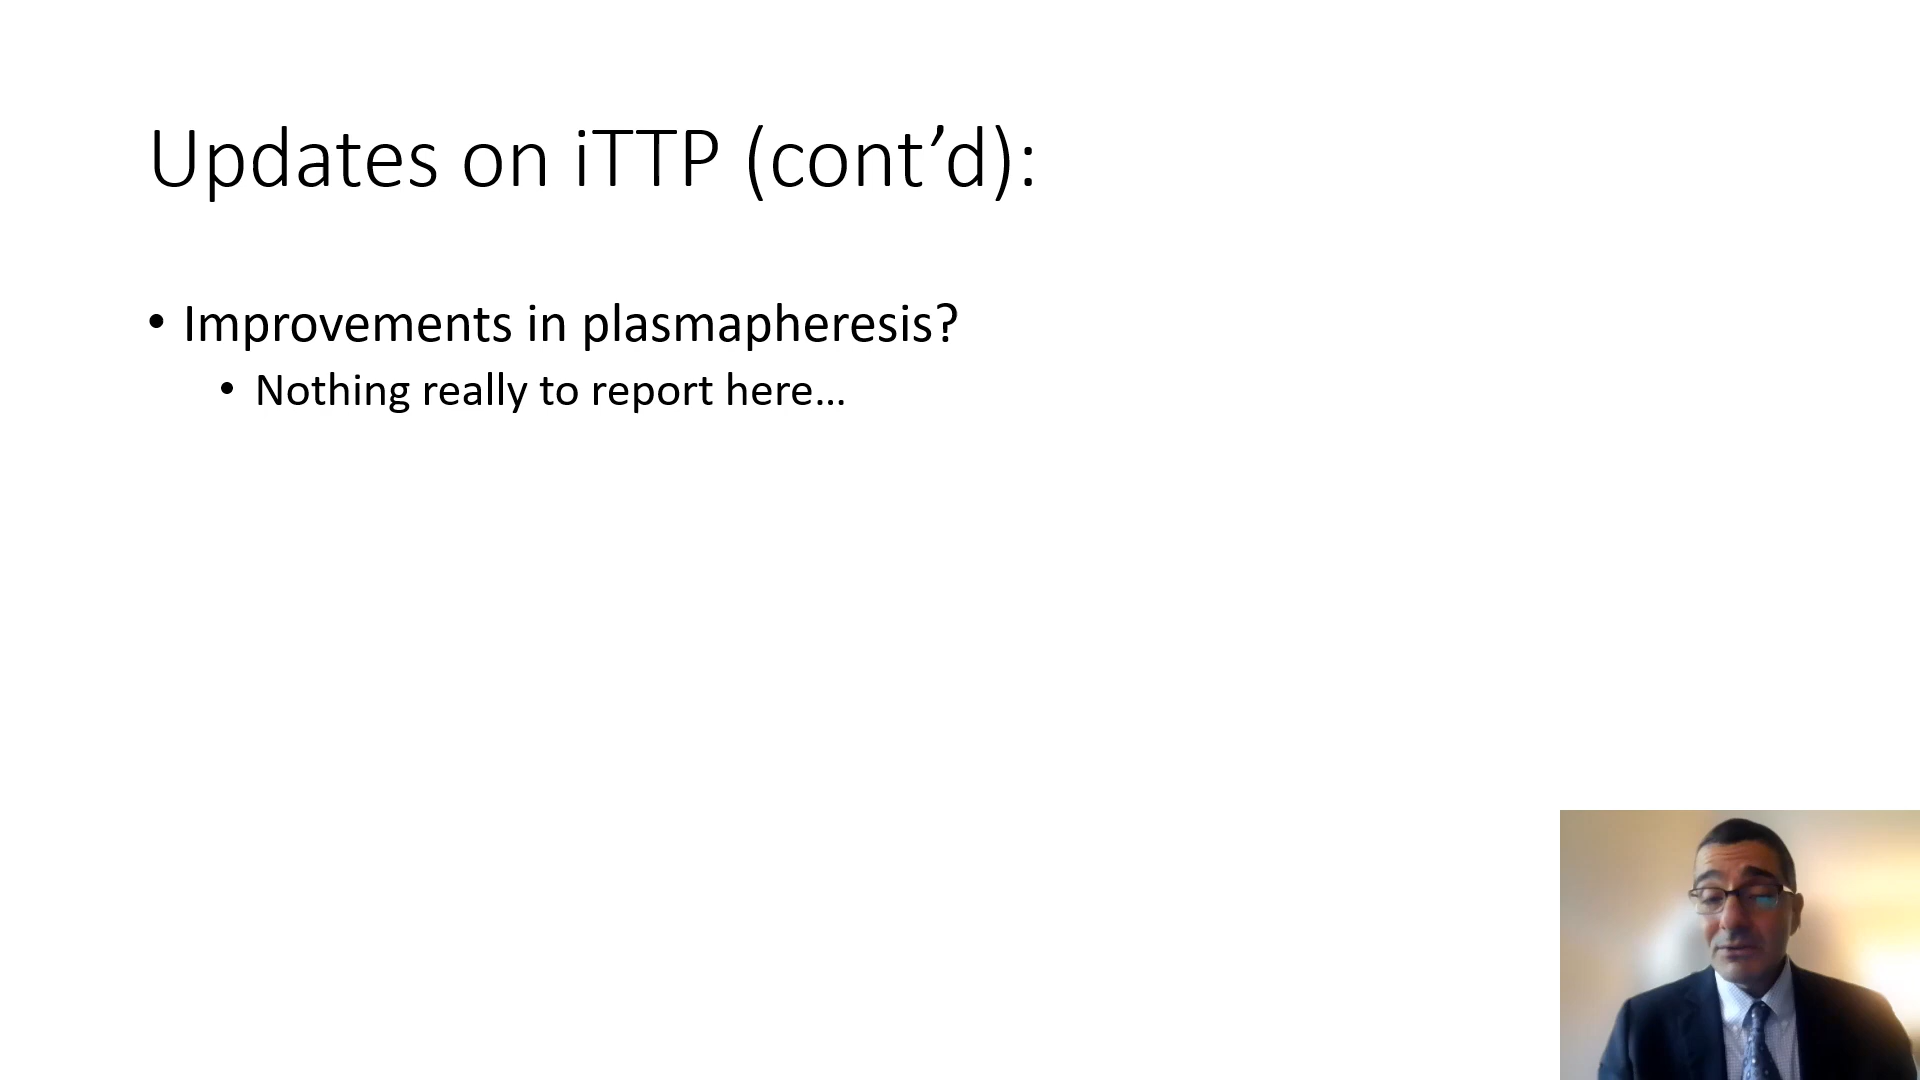 Updates on iTTP (cont’d):
• Improvements in plasmapheresis?
• Nothing really to report here…